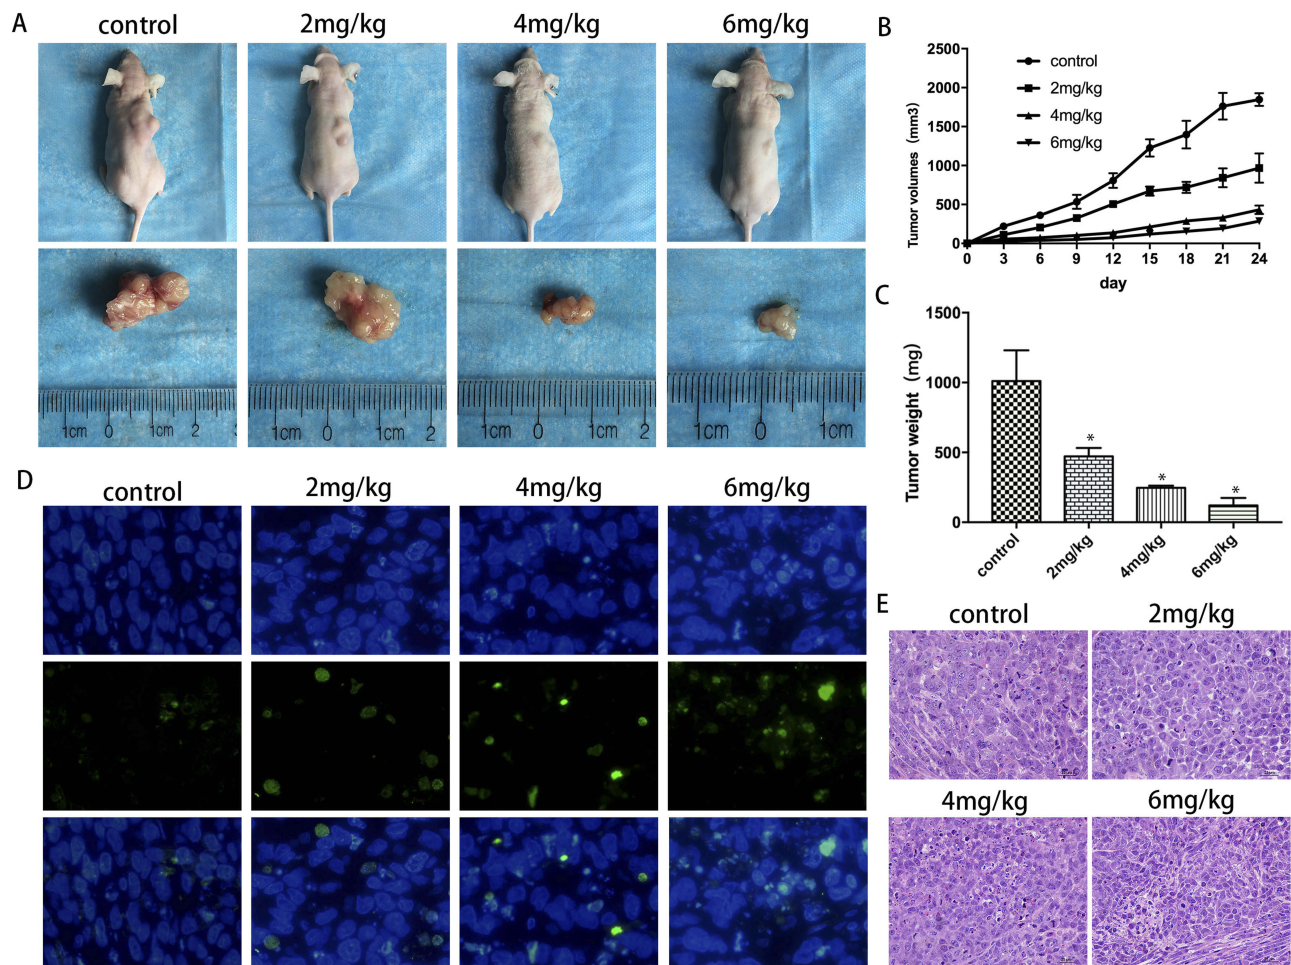 A
control 2mg/kg 4mg/kg 6mg/kg
1cm 0 1cm 2
1cm 0 1cm 2
1cm 0 1cm 2
1cm 0 1cm
B
2500
2000
1500
1000
500
0
Tumor volumes (mm3)
control
2mg/kg
4mg/kg
6mg/kg
0 3 6 9 12 15 18 21 24
day
C
1500
1000
500
0
Tumor weight (mg)
* * *
control 2mg/kg 4mg/kg 6mg/kg
D
control 2mg/kg 4mg/kg 6mg/kg
E
control 2mg/kg
4mg/kg 6mg/kg